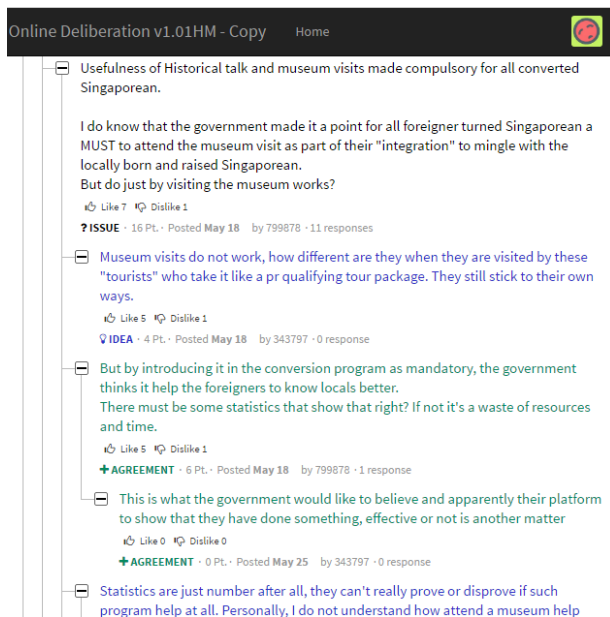 Online Deliberation v1.01HM - Copy Home
Usefulness of Historical talk and museum visits made compulsory for all converted
Singaporean.
I do know that the government made it a point for all foreigner turned Singaporean a
MUST to attend the museum visit as part of their "integration" to mingle with the
locally born and raised Singaporean.
But do just by visiting the museum works?
Like 7 Dislike 1
? ISSUE · 16 Pt. · Posted May 18 by 799878 · 11 responses
Museum visits do not work, how different are they when they are visited by these
"tourists" who take it like a pr qualifying tour package. They still stick to their own
ways.
Like 5 Dislike 1
IDEA · 4 Pt. · Posted May 18 by 343797 · 0 response
But by introducing it in the conversion program as mandatory, the government
thinks it help the foreigners to know locals better.
There must be some statistics that show that right? If not it's a waste of resources
and time.
Like 5 Dislike 1
+ AGREEMENT · 6 Pt. · Posted May 18 by 799878 · 1 response
This is what the government would like to believe and apparently their platform
to show that they have done something, effective or not is another matter
Like 0 Dislike 0
+ AGREEMENT · 0 Pt. · Posted May 25 by 343797 · 0 response
Statistics are just number after all, they can't really prove or disprove if such
program help at all. Personally, I do not understand how attend a museum help